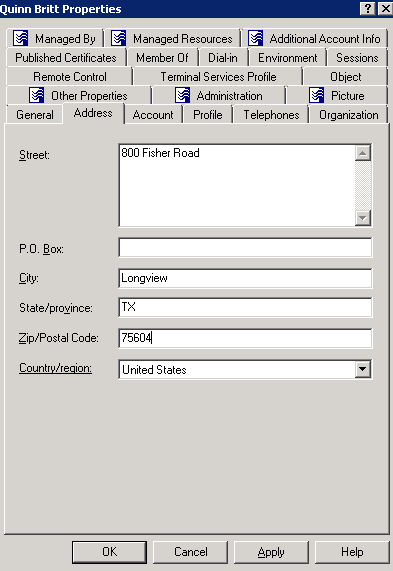 Quinn Britt Properties
Managed By Managed Resources Additional Account Info
Published Certificates Member Of Dial-in Environment Sessions
Remote Control Terminal Services Profile Object
Other Properties Administration Picture
General Address Account Profile Telephones Organization
Street: 800 Fisher Road
P.O. Box:
City: Longview
State/province: TX
Zip/Postal Code: 75604
Country/region: United States
OK Cancel Apply Help